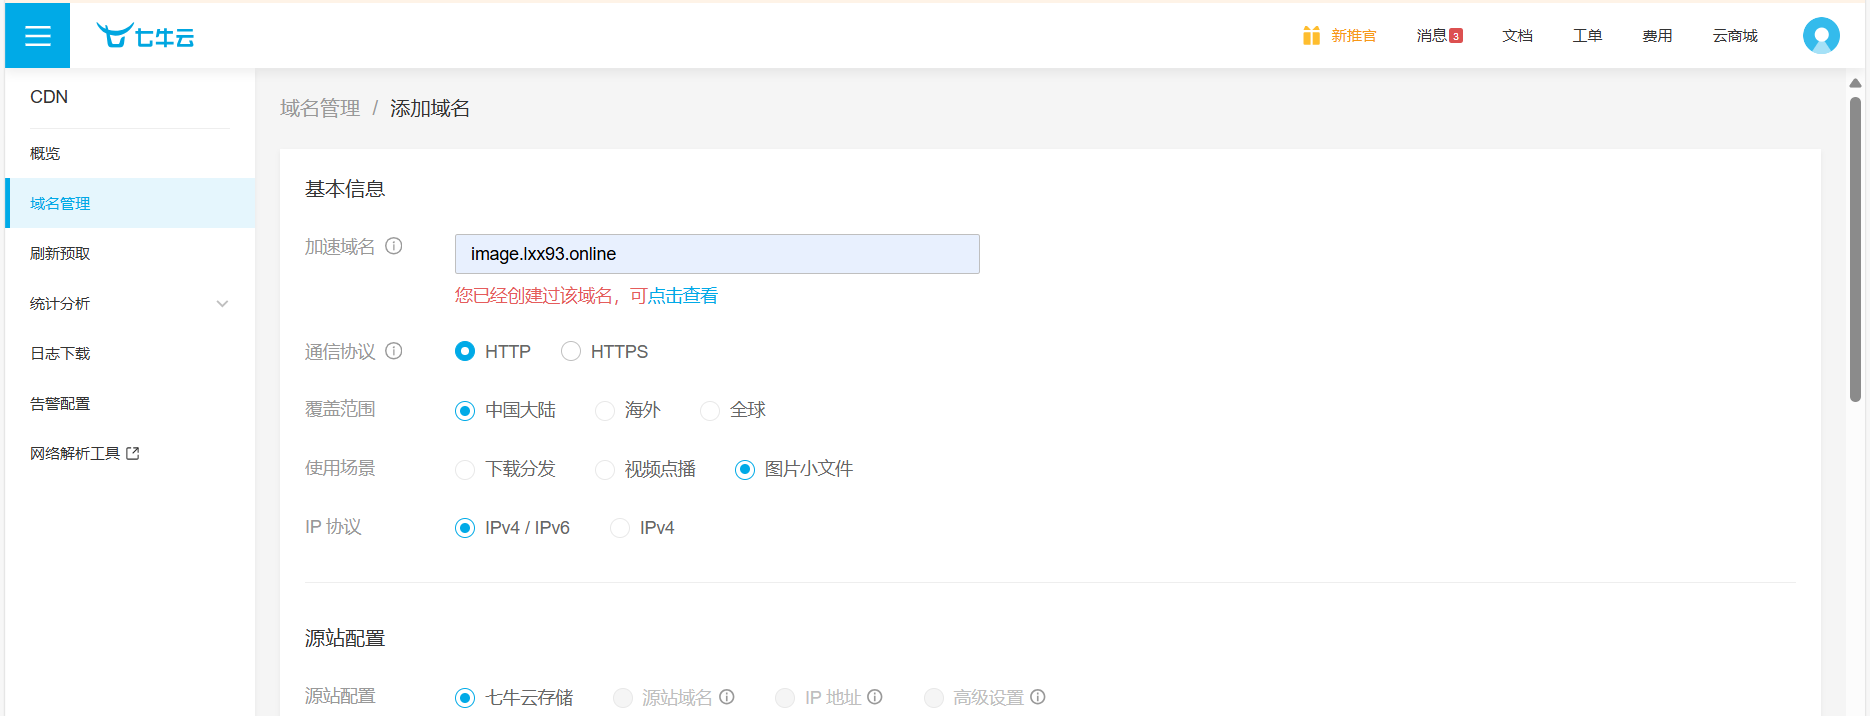 七牛云
新推官
消息 3
文档
工单
费用
云商城
CDN
概览
域名管理
刷新预取
统计分析
日志下载
告警配置
网络解析工具
域名管理 / 添加域名
基本信息
加速域名
image.lxx93.online
您已经创建过该域名，可点击查看
通信协议 HTTP HTTPS
覆盖范围 中国大陆 海外 全球
使用场景 下载分发 视频点播 图片小文件
IP 协议 IPv4 / IPv6 IPv4
源站配置
源站配置 七牛云存储 源站域名 IP 地址 高级设置